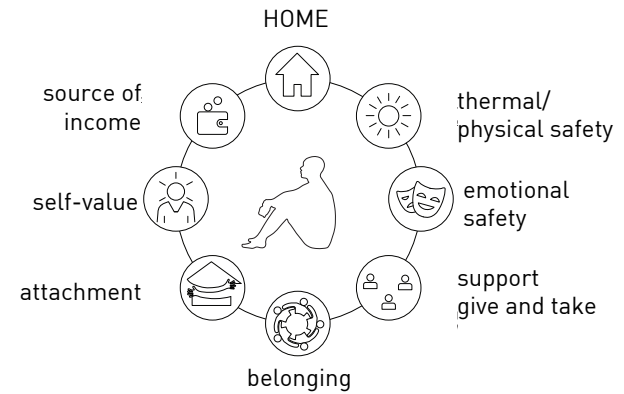 HOME
source of
income
thermal/
physical safety
self-value
emotional
safety
attachment
support
give and take
belonging